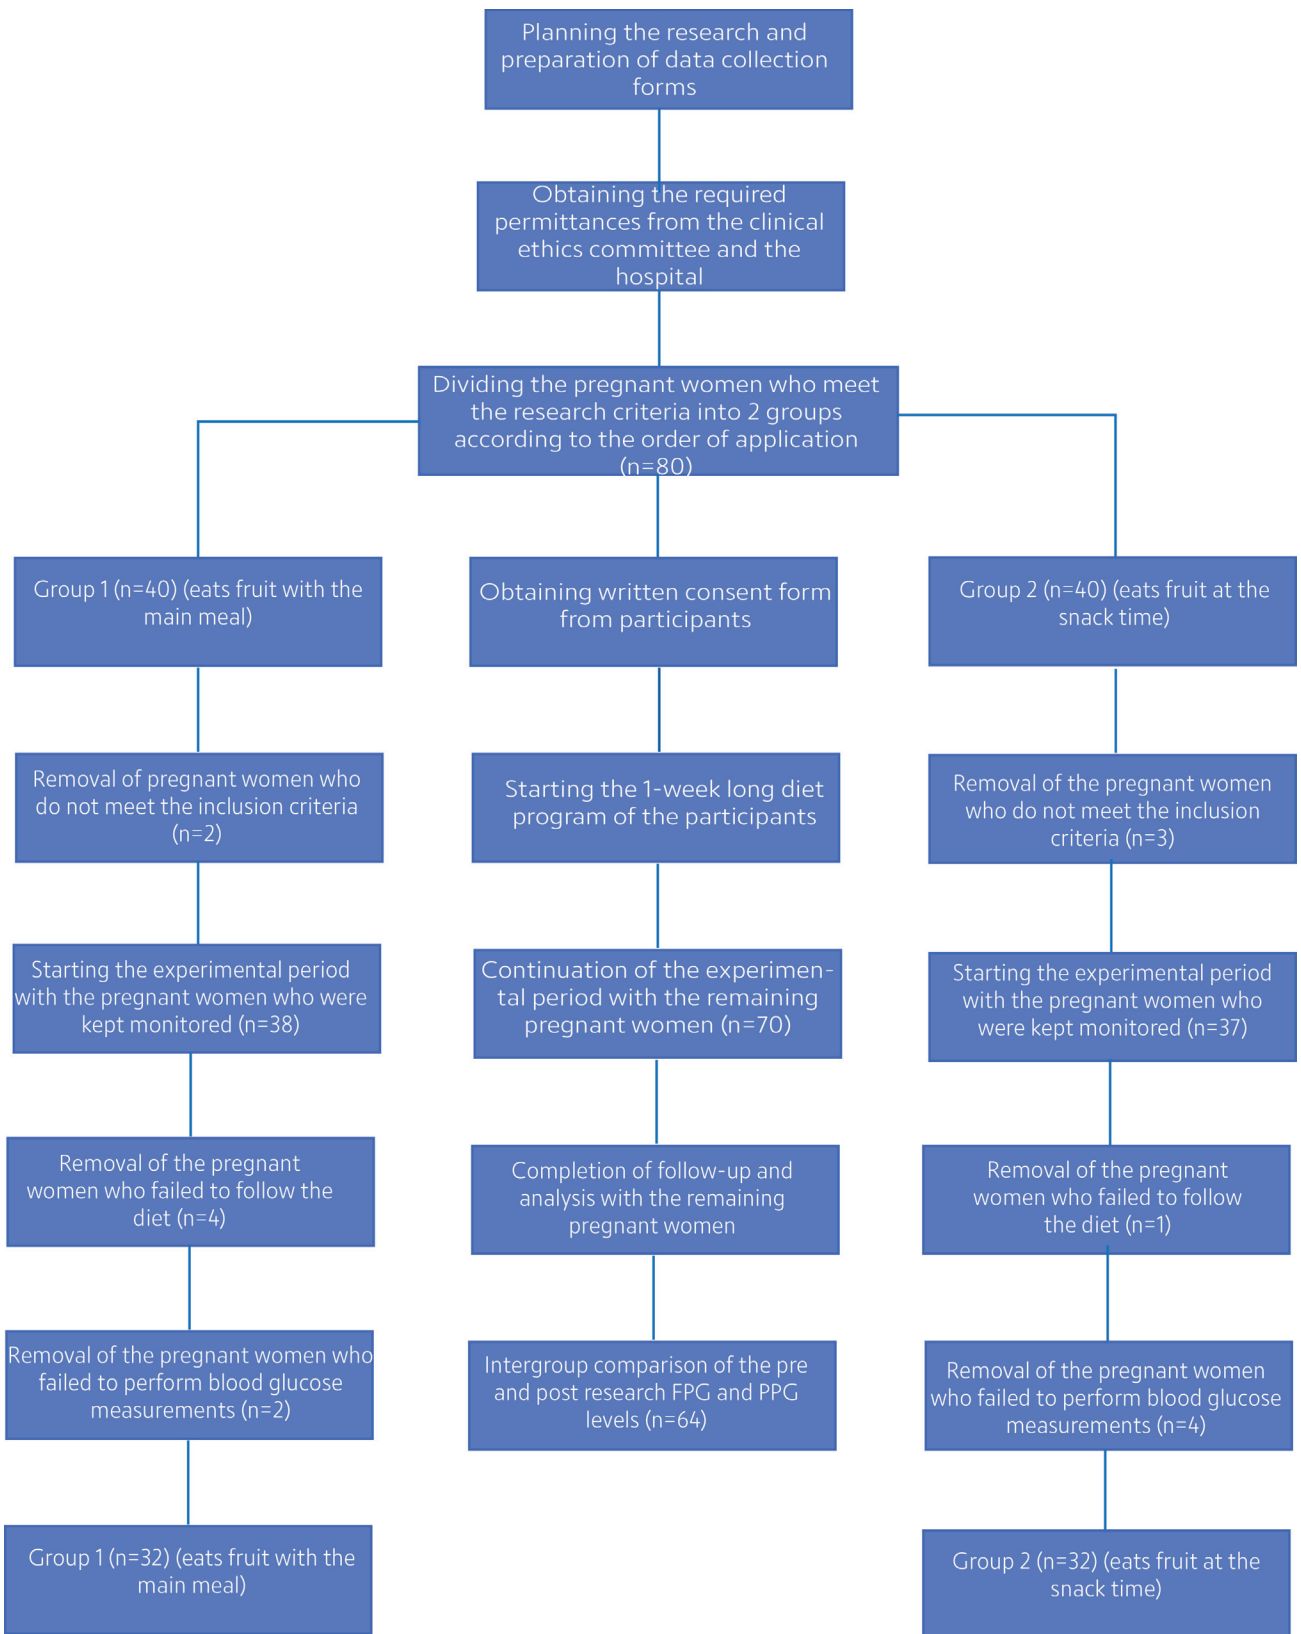 Planning the research and
preparation of data collection
forms
Obtaining the required
permittances from the clinical
ethics committee and the
hospital
Dividing the pregnant women who meet
the research criteria into 2 groups
according to the order of application
(n=80)
Group 1 (n=40) (eats fruit with the
main meal)
Obtaining written consent form
from participants
Group 2 (n=40) (eats fruit at the
snack time)
Removal of pregnant women who
do not meet the inclusion criteria
(n=2)
Starting the 1-week long diet
program of the participants
Removal of the pregnant women
who do not meet the inclusion
criteria (n=3)
Starting the experimental period
with the pregnant women who were
kept monitored (n=38)
Continuation of the experimen-
tal period with the remaining
pregnant women (n=70)
Starting the experimental period
with the pregnant women who
were kept monitored (n=37)
Removal of the pregnant
women who failed to follow the
diet (n=4)
Completion of follow-up and
analysis with the remaining
pregnant women
Removal of the pregnant
women who failed to follow
the diet (n=1)
Removal of the pregnant women who
failed to perform blood glucose
measurements (n=2)
Intergroup comparison of the pre
and post research FPG and PPG
levels (n=64)
Removal of the pregnant women
who failed to perform blood glucose
measurements (n=4)
Group 1 (n=32) (eats fruit with the
main meal)
Group 2 (n=32) (eats fruit at the
snack time)